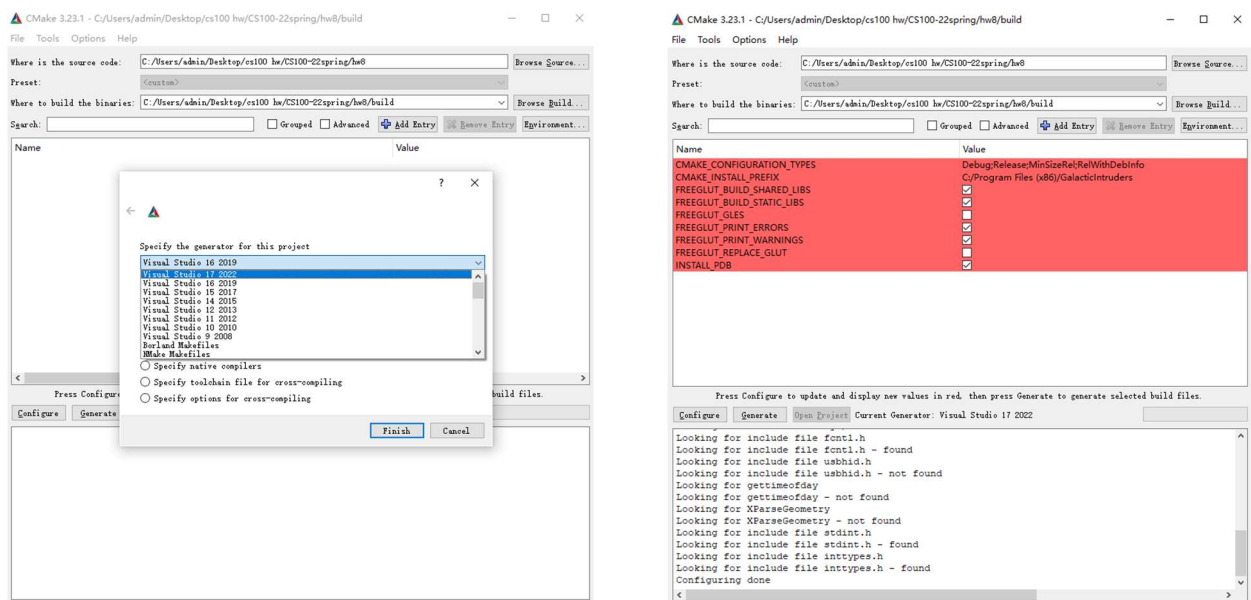 CMake 3.23.1 - C:/Users/admin/Desktop/cs100 hw/CS100-22spring/hw8/build
File Tools Options Help
Where is the source code: C:/Users/admin/Desktop/cs100 hw/CS100-22spring/hw8 Browse Source...
Preset: <custom>
Where to build the binaries: C:/Users/admin/Desktop/cs100 hw/CS100-22spring/hw8/build Browse Build...
Search: Grouped Advanced Add Entry Remove Entry Environment...
Name Value
?
Specify the generator for this project
Visual Studio 16 2019
Visual Studio 17 2022
Visual Studio 16 2019
Visual Studio 15 2017
Visual Studio 14 2015
Visual Studio 12 2013
Visual Studio 11 2012
Visual Studio 10 2010
Visual Studio 9 2008
Borland Makefiles
NMake Makefiles
Specify native compilers
Specify toolchain file for cross-compiling
Specify options for cross-compiling
Press Configure build files.
Configure Generate
Finish Cancel
CMake 3.23.1 - C:/Users/admin/Desktop/cs100 hw/CS100-22spring/hw8/build
File Tools Options Help
Where is the source code: C:/Users/admin/Desktop/cs100 hw/CS100-22spring/hw8 Browse Source...
Preset: <custom>
Where to build the binaries: C:/Users/admin/Desktop/cs100 hw/CS100-22spring/hw8/build Browse Build...
Search: Grouped Advanced Add Entry Remove Entry Environment...
Name Value
CMAKE_CONFIGURATION_TYPES Debug;Release;MinSizeRel;RelWithDebInfo
CMAKE_INSTALL_PREFIX C:/Program Files (x86)/GalacticIntruders
FREEGLUT_BUILD_SHARED_LIBS
FREEGLUT_BUILD_STATIC_LIBS
FREEGLUT_GLES
FREEGLUT_PRINT_ERRORS
FREEGLUT_PRINT_WARNINGS
FREEGLUT_REPLACE_GLUT
INSTALL_PDB
Press Configure to update and display new values in red, then press Generate to generate selected build files.
Configure Generate Open Project Current Generator: Visual Studio 17 2022
Looking for include file fcntl.h
Looking for include file fcntl.h - found
Looking for include file usbhid.h
Looking for include file usbhid.h - not found
Looking for gettimeofday
Looking for gettimeofday - not found
Looking for XParseGeometry
Looking for XParseGeometry - not found
Looking for include file stdint.h
Looking for include file stdint.h - found
Looking for include file inttypes.h
Looking for include file inttypes.h - found
Configuring done